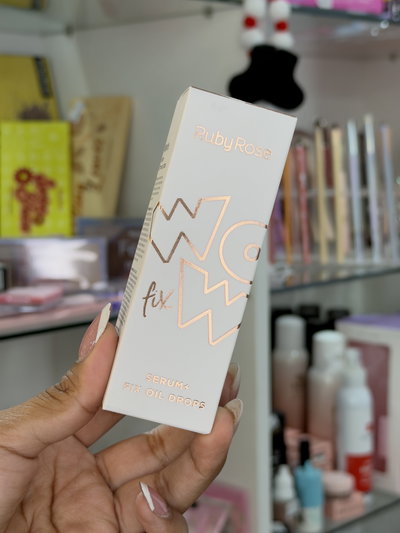 Ruby Rose
WOW
fix
SERUM+
FIX OIL DROPS